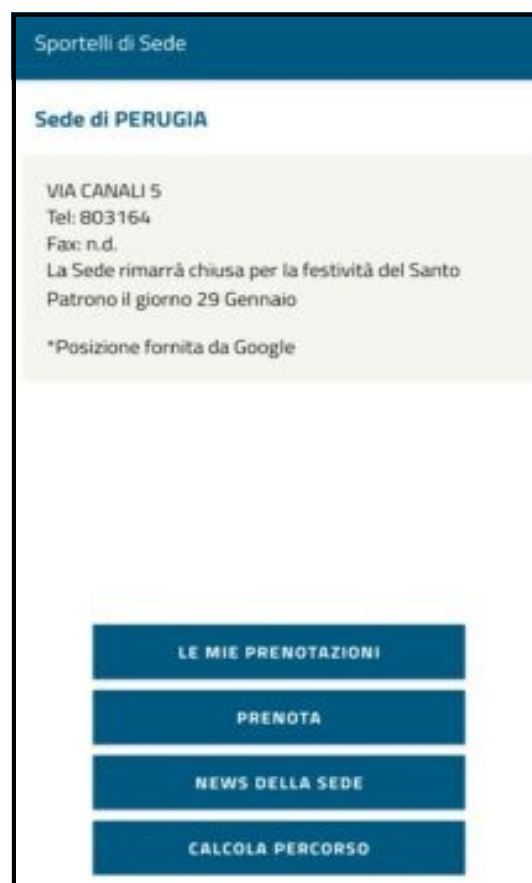 Sportelli di Sede
Sede di PERUGIA
VIA CANALI 5
Tel: 803164
Fax: n.d.
La Sede rimarrà chiusa per la festività del Santo
Patrono il giorno 29 Gennaio
*Posizione fornita da Google
LE MIE PRENOTAZIONI
PRENOTA
NEWS DELLA SEDE
CALCOLA PERCORSO